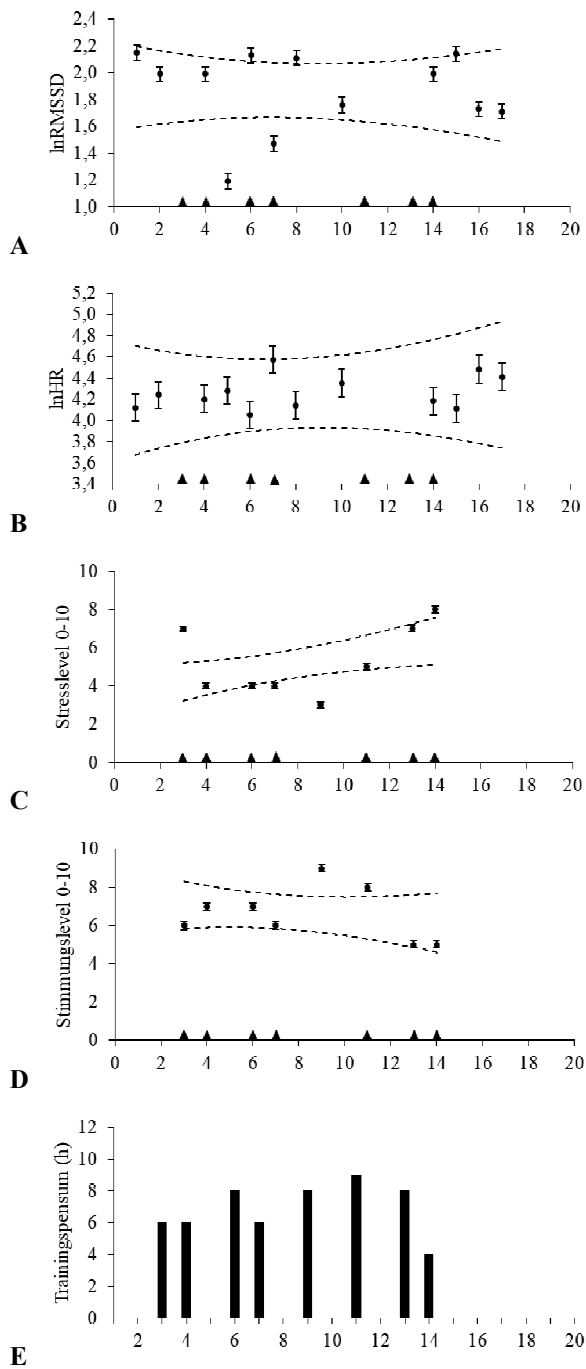 lnRMSSD
2,4
2,2
2,0
1,8
1,6
1,4
1,2
1,0
0 2 4 6 8 10 12 14 16 18 20
A
lnHR
5,2
5,0
4,8
4,6
4,4
4,2
4,0
3,8
3,6
3,4
0 2 4 6 8 10 12 14 16 18 20
B
Stresslevel 0-10
10
8
6
4
2
0
0 2 4 6 8 10 12 14 16 18 20
C
Stimmungslevel 0-10
10
8
6
4
2
0
0 2 4 6 8 10 12 14 16 18 20
D
Trainingspensum (h)
12
10
8
6
4
2
0
2 4 6 8 10 12 14 16 18 20
E